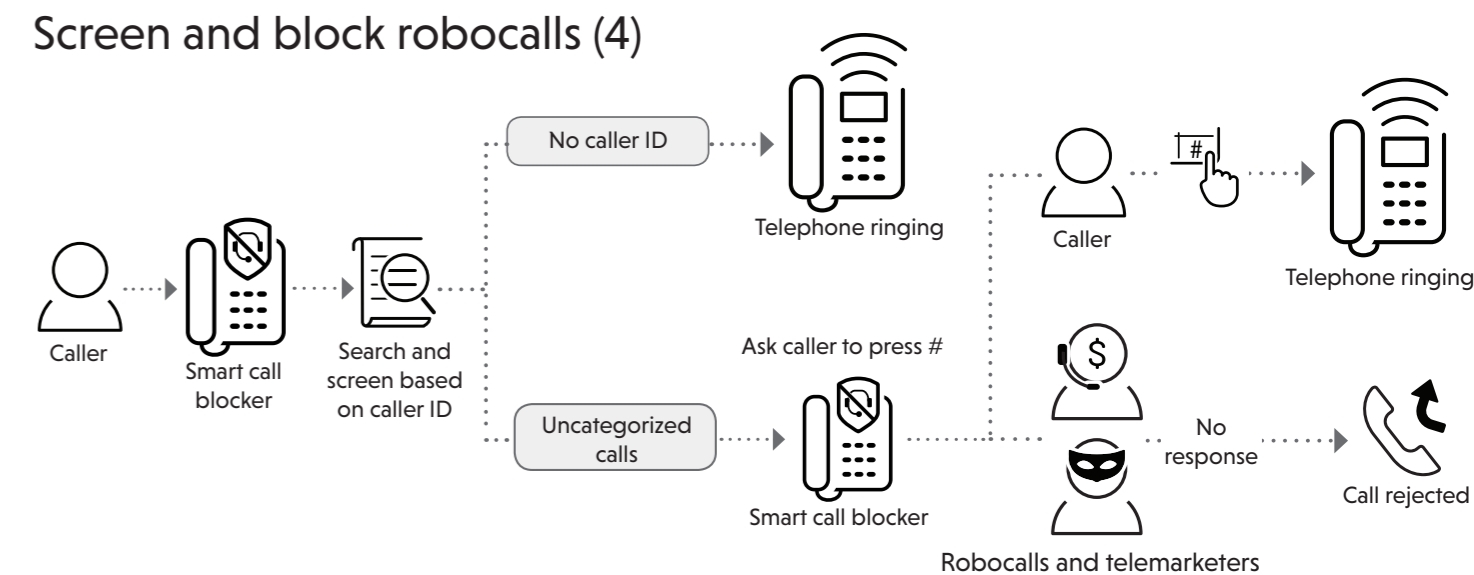 Screen and block robocalls (4)
No caller ID
Telephone ringing
#
Caller
Telephone ringing
Caller
Smart call
blocker
Search and
screen based
on caller ID
Uncategorized
calls
Ask caller to press #
Smart call blocker
$
No
response
Call rejected
Robocalls and telemarketers